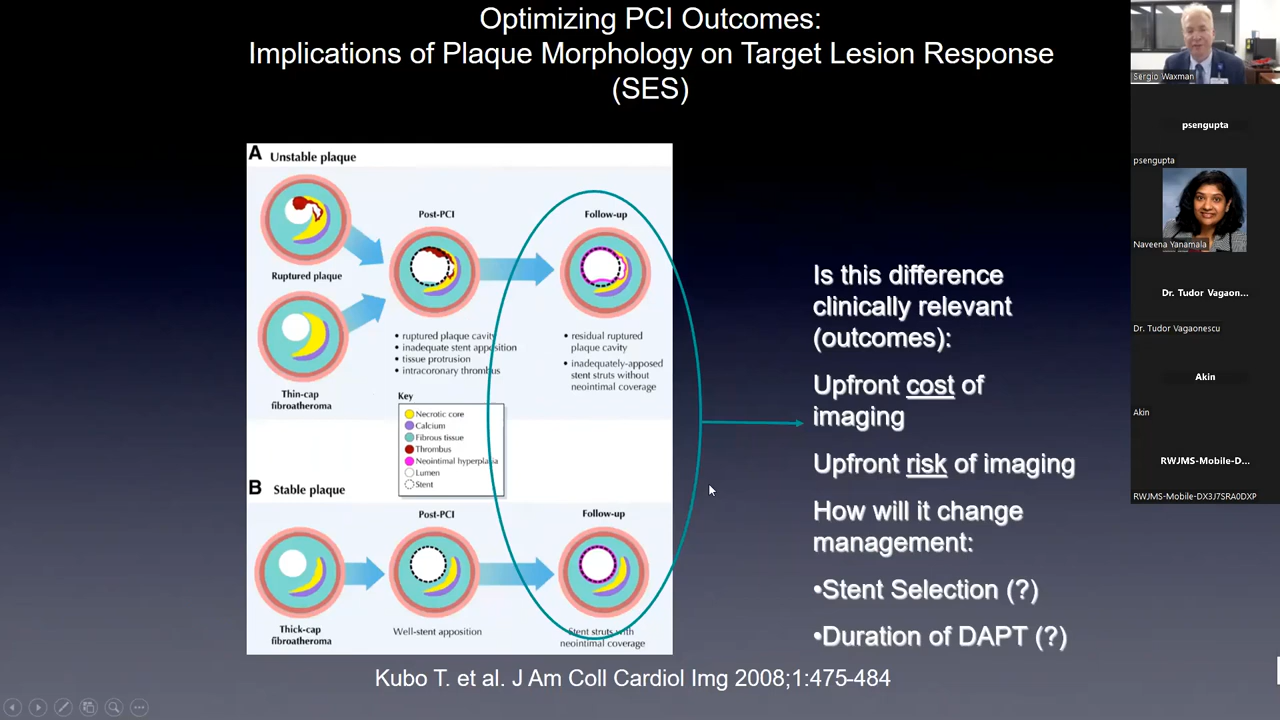 Optimizing PCI Outcomes:
Implications of Plaque Morphology on Target Lesion Response
(SES)
A Unstable plaque
Ruptured plaque
Thin-cap
fibroatheroma
Post-PCI
• ruptured plaque cavity
• inadequate stent apposition
• tissue protrusion
• intracoronary thrombus
Follow-up
• residual ruptured
plaque cavity
• inadequately-apposed
stent struts without
neointimal coverage
Key
Necrotic core
Calcium
Fibrous tissue
Thrombus
Neointimal hyperplasia
Lumen
Stent
B Stable plaque
Thick-cap
fibroatheroma
Post-PCI
Well-stent apposition
Follow-up
Stent struts with
neointimal coverage
Is this difference
clinically relevant
(outcomes):
Upfront cost of
imaging
Upfront risk of imaging
How will it change
management:
•Stent Selection (?)
•Duration of DAPT (?)
Kubo T. et al. J Am Coll Cardiol Img 2008;1:475-484
Sergio Waxman
psengupta
psengupta
Naveena Yanamala
Dr. Tudor Vagaon...
Dr. Tudor Vagaonescu
Akin
Akin
RWJMS-Mobile-D...
RWJMS-Mobile-DX3J7SRA0DXP